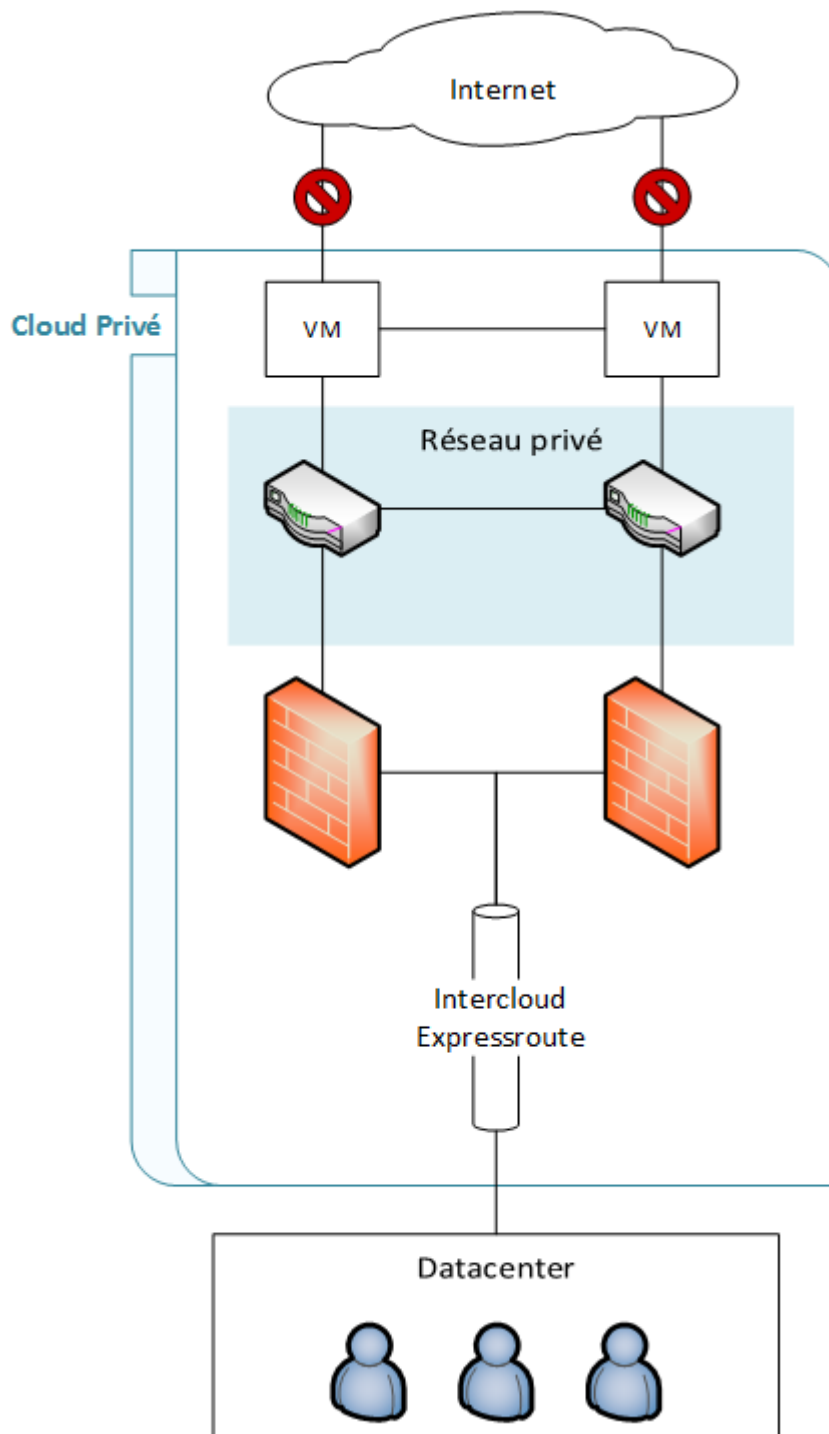 Internet
Cloud Privé
VM
VM
Réseau privé
Intercloud
Expressroute
Datacenter